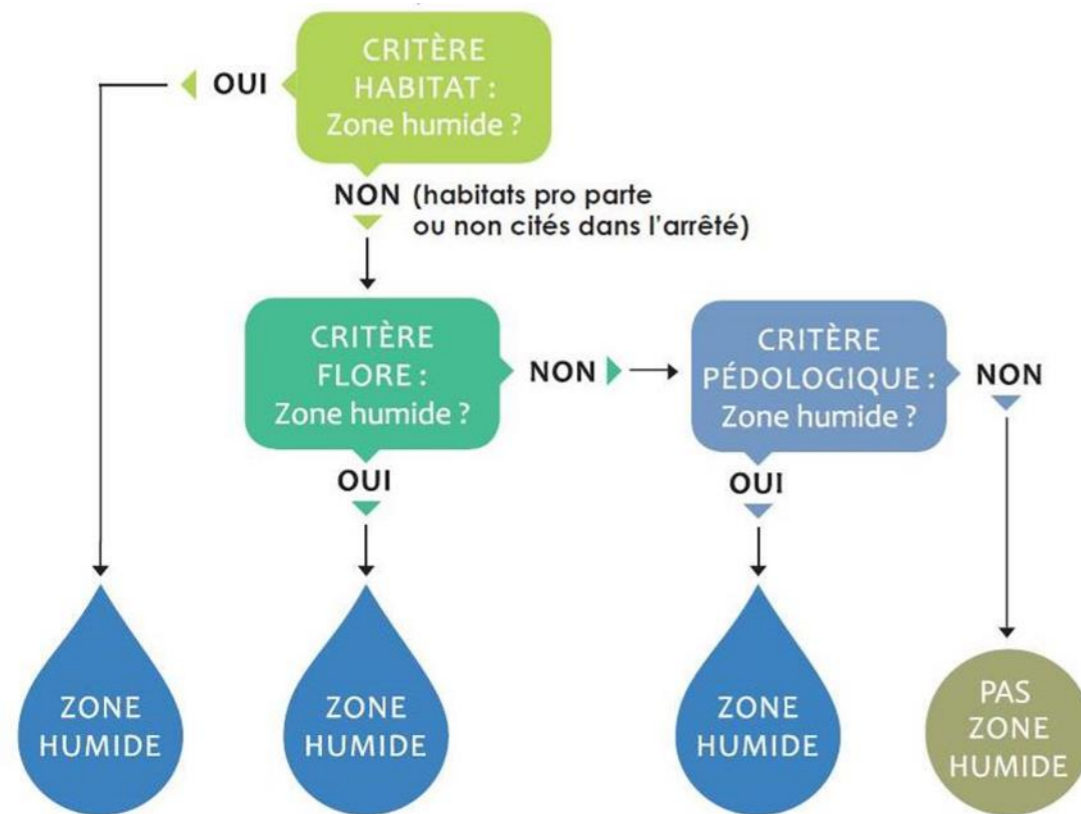 CRITÈRE
HABITAT :
Zone humide ?
OUI
NON (habitats pro parte
ou non cités dans l'arrêté)
CRITÈRE
FLORE :
Zone humide ?
NON
CRITÈRE
PÉDOLOGIQUE :
Zone humide ?
NON
OUI
OUI
ZONE
HUMIDE
ZONE
HUMIDE
ZONE
HUMIDE
PAS
ZONE
HUMIDE